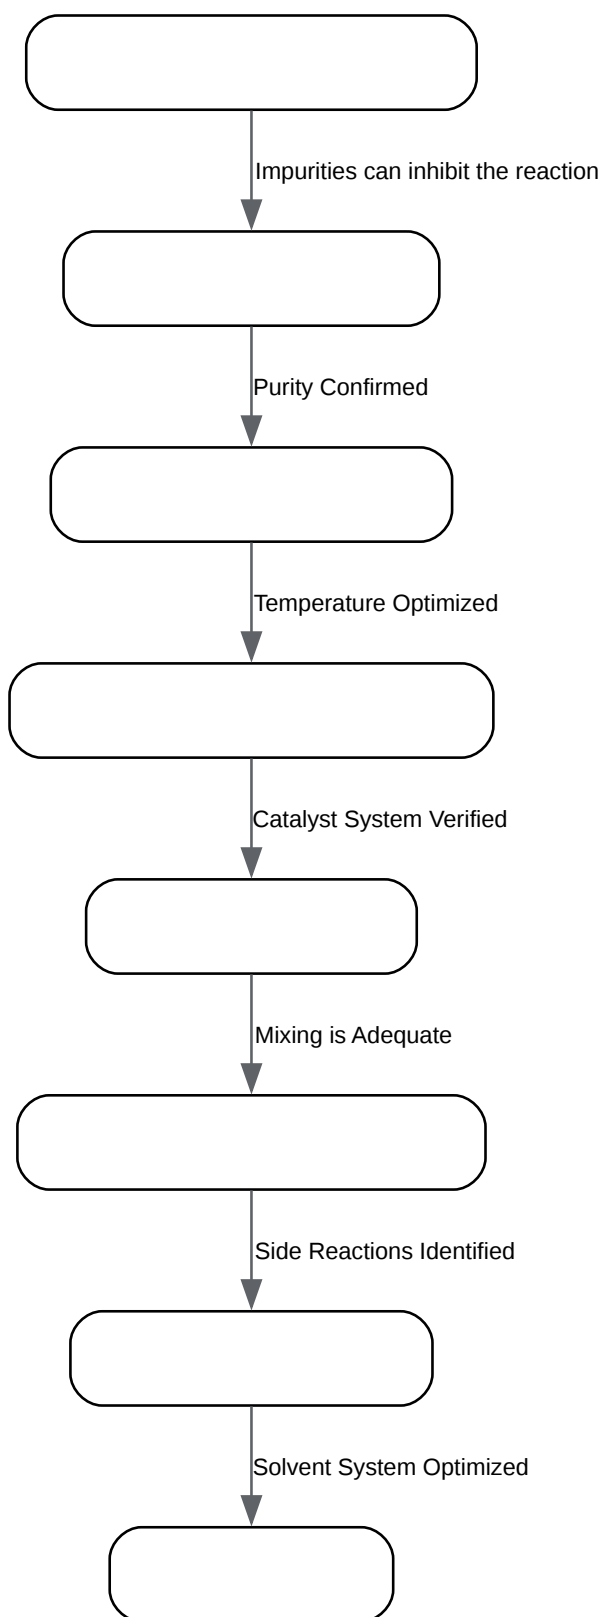 Impurities can inhibit the reaction
Purity Confirmed
Temperature Optimized
Catalyst System Verified
Mixing is Adequate
Side Reactions Identified
Solvent System Optimized